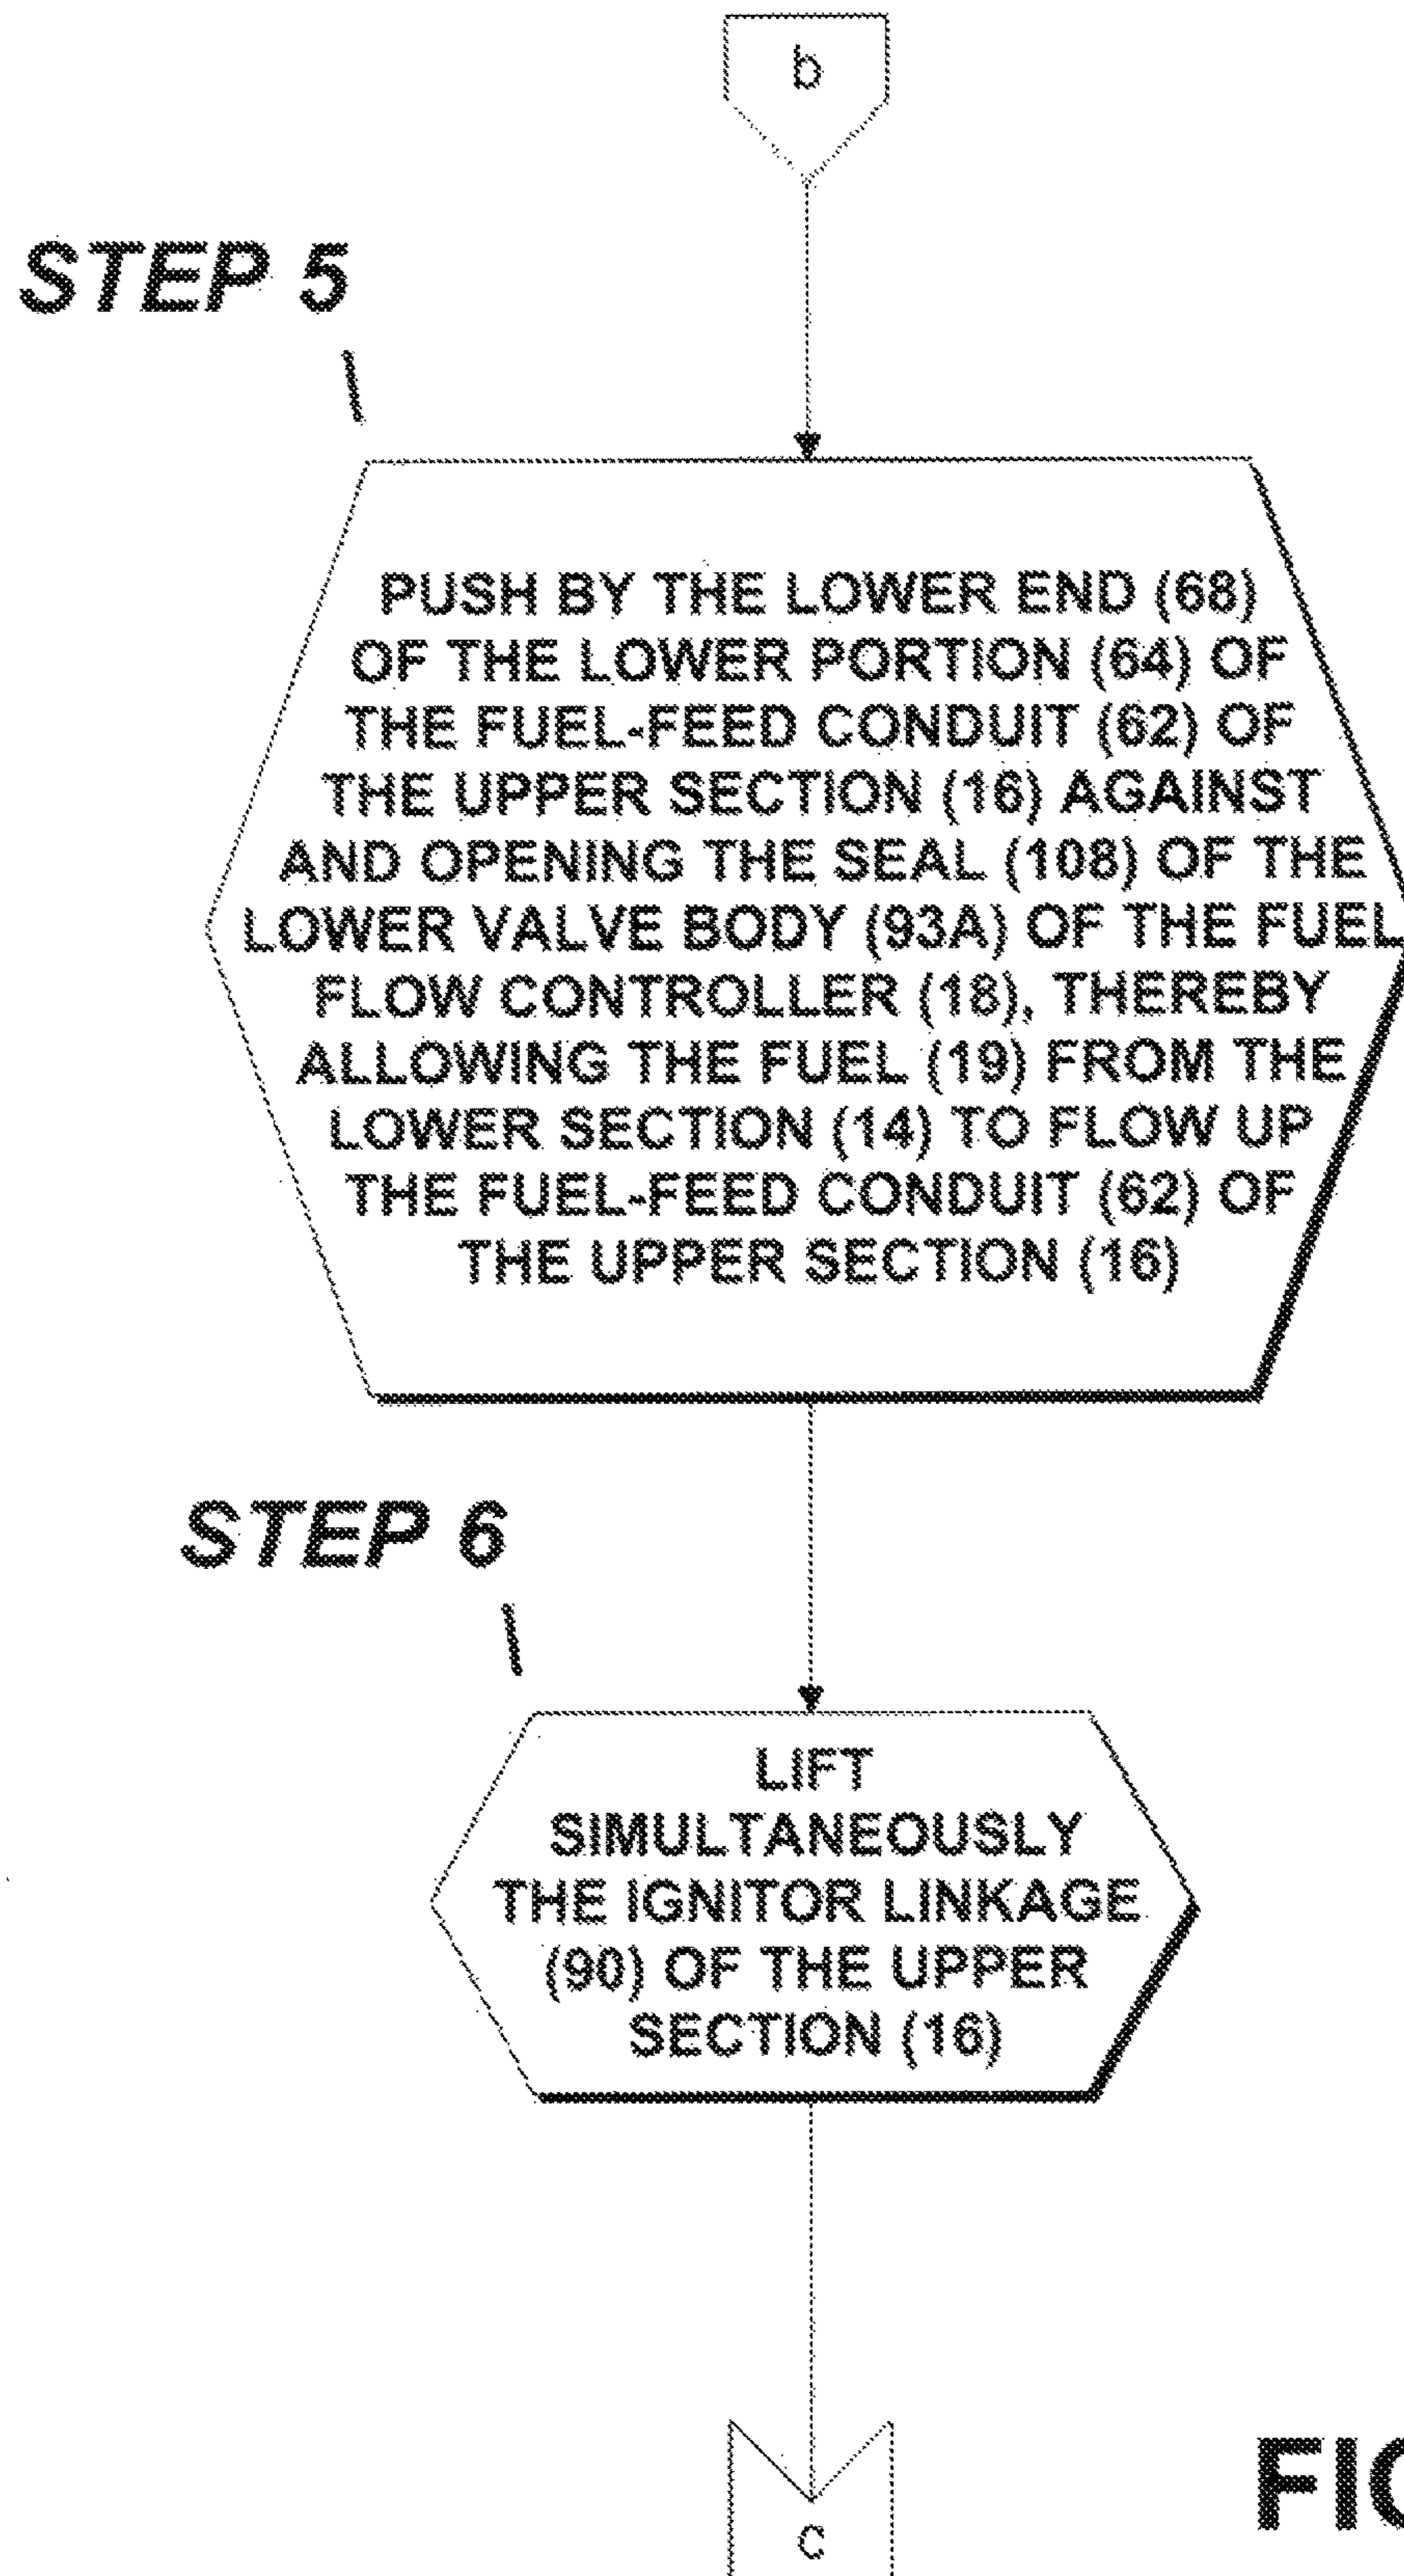 b
STEP 5
PUSH BY THE LOWER END (68)
OF THE LOWER PORTION (64) OF
THE FUEL-FEED CONDUIT (62) OF
THE UPPER SECTION (16) AGAINST
AND OPENING THE SEAL (108) OF THE
LOWER VALVE BODY (93A) OF THE FUEL
FLOW CONTROLLER (18), THEREBY
ALLOWING THE FUEL (19) FROM THE
LOWER SECTION (14) TO FLOW UP
THE FUEL-FEED CONDUIT (62) OF
THE UPPER SECTION (16)
STEP 6
LIFT
SIMULTANEOUSLY
THE IGNITOR LINKAGE
(90) OF THE UPPER
SECTION (16)
c